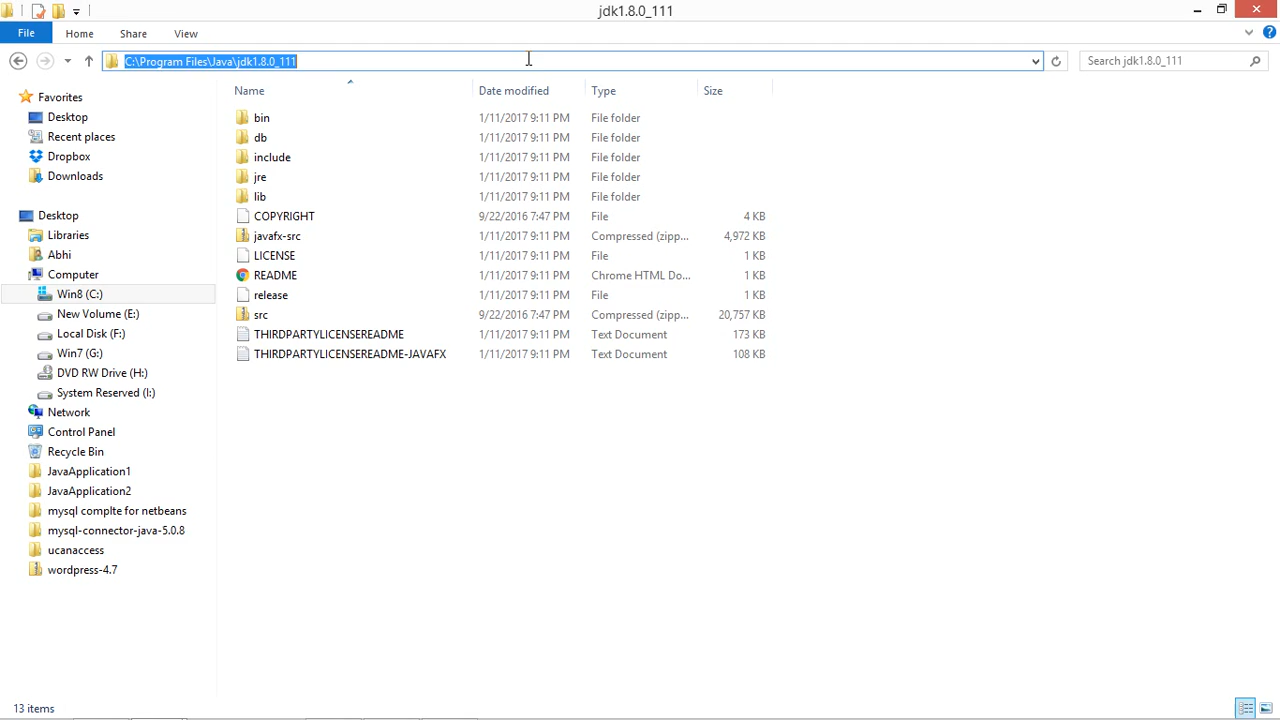 jdk1.8.0_111
File Home Share View
C:\Program Files\Java\jdk1.8.0_111
Search jdk1.8.0_111
Name Date modified Type Size
bin 1/11/2017 9:11 PM File folder
db 1/11/2017 9:11 PM File folder
include 1/11/2017 9:11 PM File folder
jre 1/11/2017 9:11 PM File folder
lib 1/11/2017 9:11 PM File folder
COPYRIGHT 9/22/2016 7:47 PM File 4 KB
javafx-src 1/11/2017 9:11 PM Compressed (zipp... 4,972 KB
LICENSE 1/11/2017 9:11 PM File 1 KB
README 1/11/2017 9:11 PM Chrome HTML Do... 1 KB
release 1/11/2017 9:11 PM File 1 KB
src 9/22/2016 7:47 PM Compressed (zipp... 20,757 KB
THIRDPARTYLICENSEREADME 1/11/2017 9:11 PM Text Document 173 KB
THIRDPARTYLICENSEREADME-JAVAFX 1/11/2017 9:11 PM Text Document 108 KB
Favorites
Desktop
Recent places
Dropbox
Downloads
Desktop
Libraries
Abhi
Computer
Win8 (C:)
New Volume (E:)
Local Disk (F:)
Win7 (G:)
DVD RW Drive (H:)
System Reserved (I:)
Network
Control Panel
Recycle Bin
JavaApplication1
JavaApplication2
mysql complte for netbeans
mysql-connector-java-5.0.8
ucanaccess
wordpress-4.7
13 items